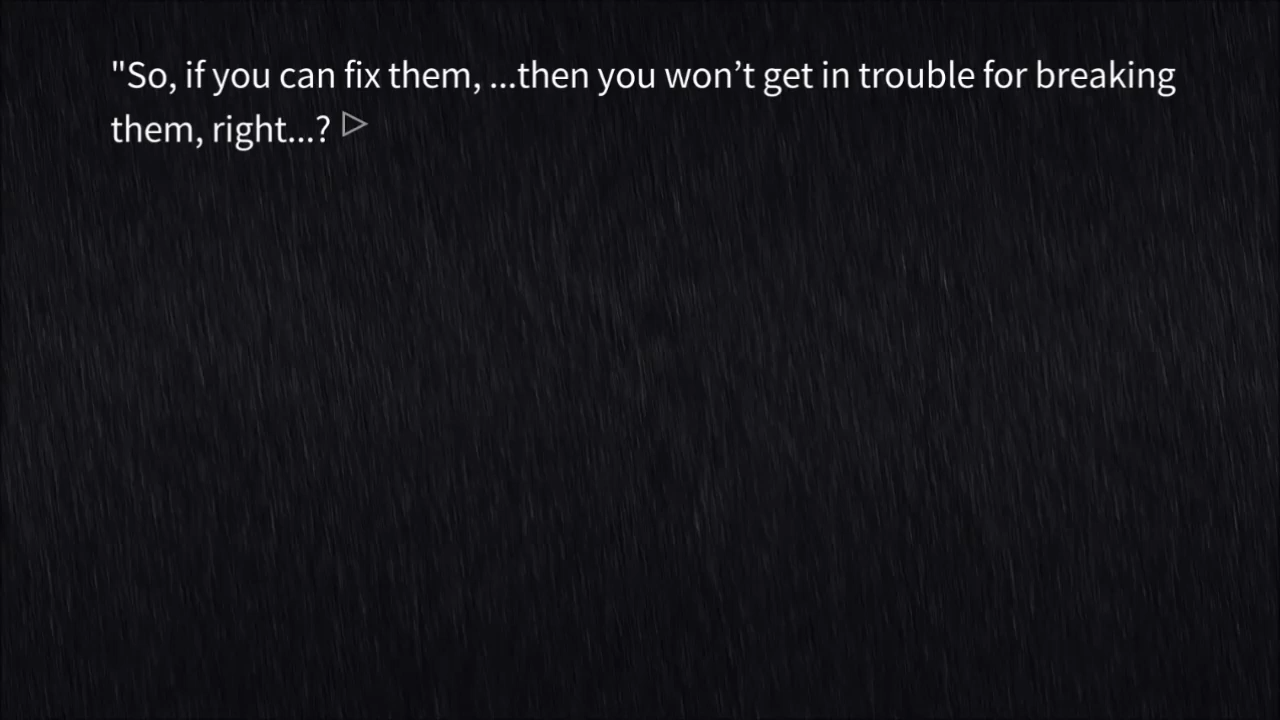 "So, if you can fix them, ...then you won’t get in trouble for breaking
them, right...?